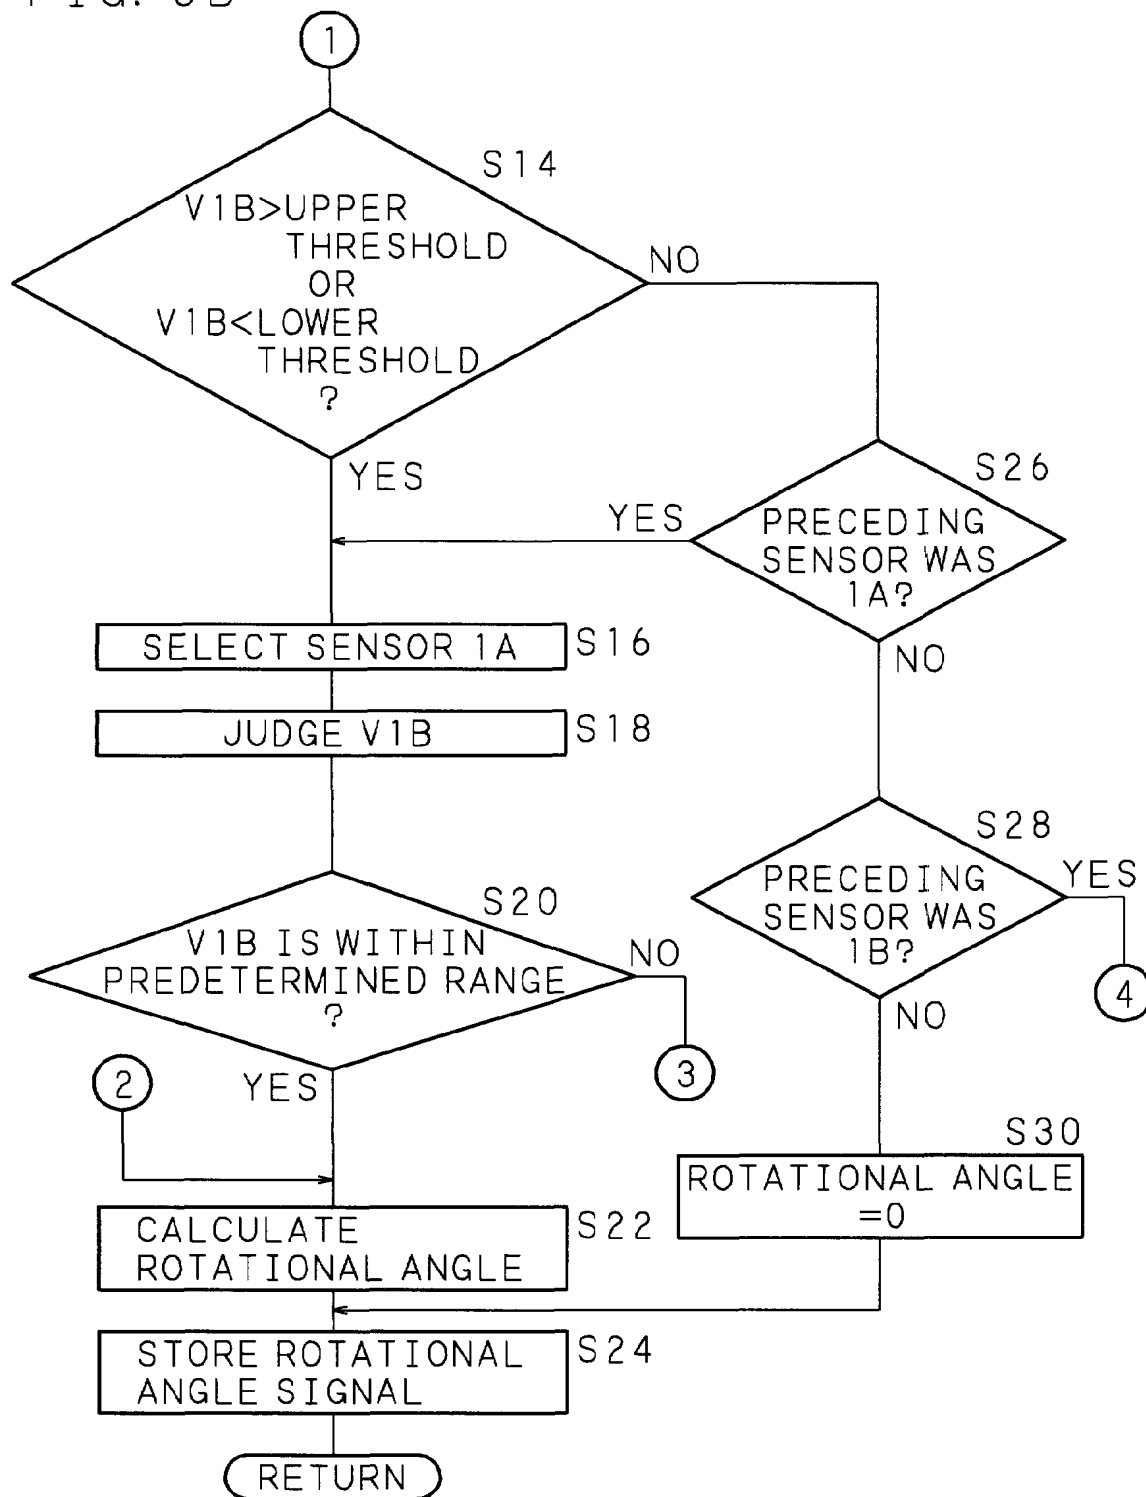 1
S14
V1B>UPPER
THRESHOLD
OR
V1B<LOWER
THRESHOLD
?
NO
YES
S26
YES
PRECEDING
SENSOR WAS
1A?
NO
SELECT SENSOR 1A
S16
JUDGE V1B
S18
S28
PRECEDING
SENSOR WAS
1B?
YES
4
NO
S20
V1B IS WITHIN
PREDETERMINED RANGE
?
NO
3
YES
2
S30
ROTATIONAL ANGLE
=0
CALCULATE
ROTATIONAL ANGLE
S22
STORE ROTATIONAL
ANGLE SIGNAL
S24
RETURN